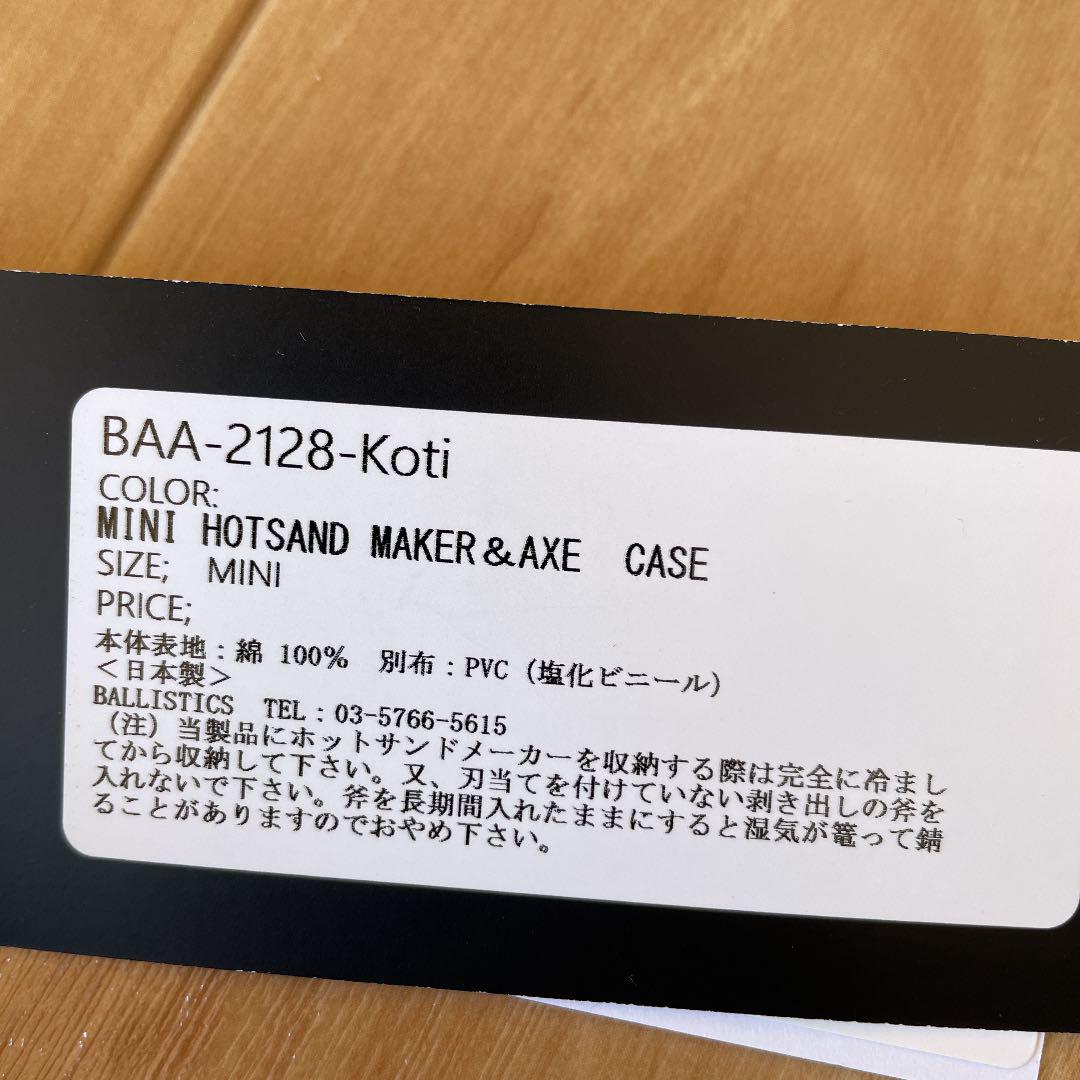 BAA-2128-Koti
COLOR:
MINI HOTSAND MAKER&AXE CASE
SIZE; MINI
PRICE;
本体表地:綿 100% 別布:PVC(塩化ビニール)
<日本製>
BALLISTICS TEL:03-5766-5615
(注)当製品にホットサンドメーカーを収納する際は完全に冷まし
てから収納して下さい。又、刃当てを付けていない剥き出しの斧を
入れないで下さい。斧を長期間入れたままにすると湿気が篭って錆
ることがありますのでおやめ下さい。